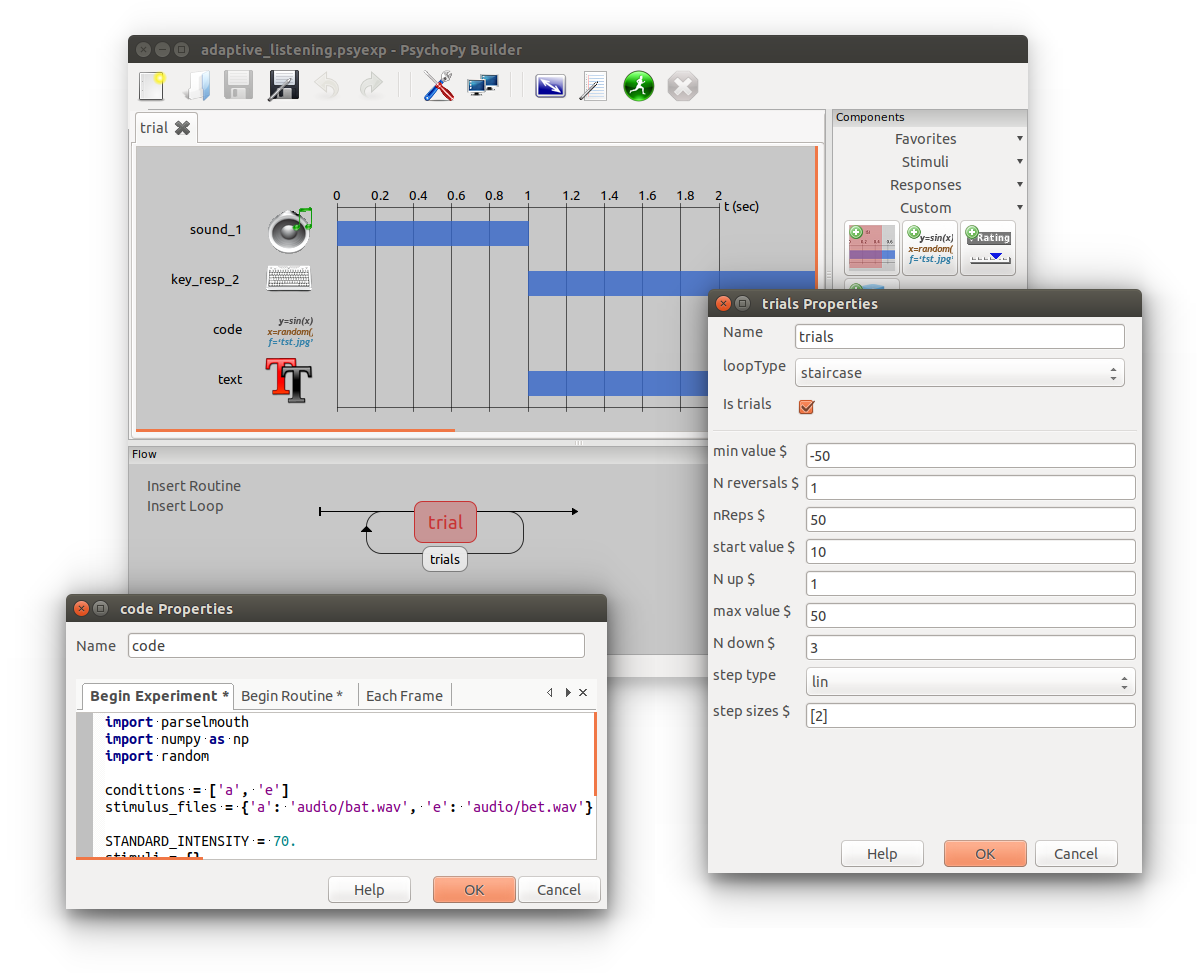 adaptive_listening.psyexp - PsychoPy Builder
trial
Components
Favorites
Stimuli
Responses
Custom
y=sin(x)
x=random(,
f='tst.jpg'
Rating
0 0.2 0.4 0.6 0.8 1 1.2 1.4 1.6 1.8 2
t (sec)
sound_1
key_resp_2
code
y=sin(x)
x=random(,
f='tst.jpg'
text
TT
Flow
Insert Routine
Insert Loop
trial
trials
trials Properties
Name trials
loopType staircase
Is trials
min value $ -50
N reversals $ 1
nReps $ 50
start value $ 10
N up $ 1
max value $ 50
N down $ 3
step type lin
step sizes $ [2]
Help OK Cancel
code Properties
Name code
Begin Experiment * Begin Routine * Each Frame
import parselmouth
import numpy as np
import random
conditions = ['a', 'e']
stimulus_files = {'a': 'audio/bat.wav', 'e': 'audio/bet.wav'}
STANDARD_INTENSITY = 70.
stimuli = {}
Help OK Cancel